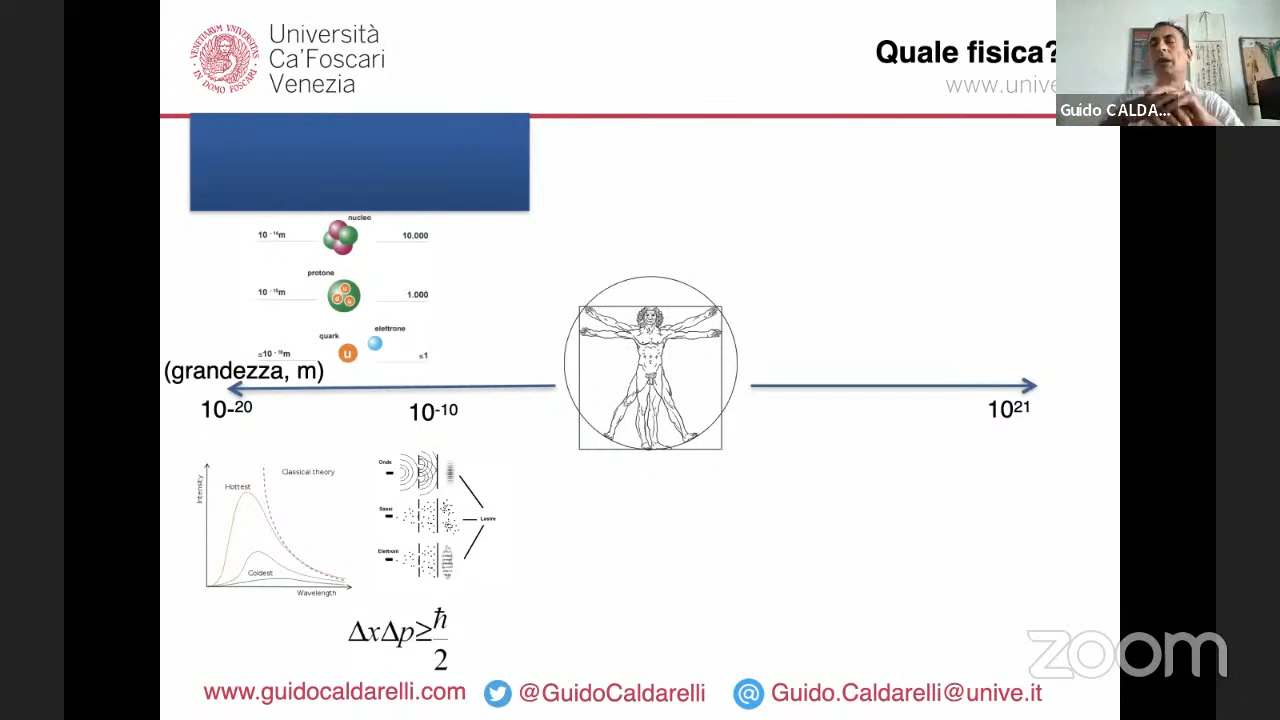 Università
Ca'Foscari
Venezia
Quale fisica?
www.unive
Guido CALDA...
nucleo
10⁻¹⁴m
10.000
protone
10⁻¹⁵m
1.000
u
d u
quark
elettrone
≤10⁻¹⁸m
u
≤1
(grandezza, m)
10-²⁰
10⁻¹⁰
10²¹
Intensity
Classical theory
Hottest
Coldest
Wavelength
Onde
Sassi
Lastre
Elettroni
ΔxΔp≥ħ/2
zoom
www.guidocaldarelli.com
@GuidoCaldarelli
@ Guido.Caldarelli@unive.it